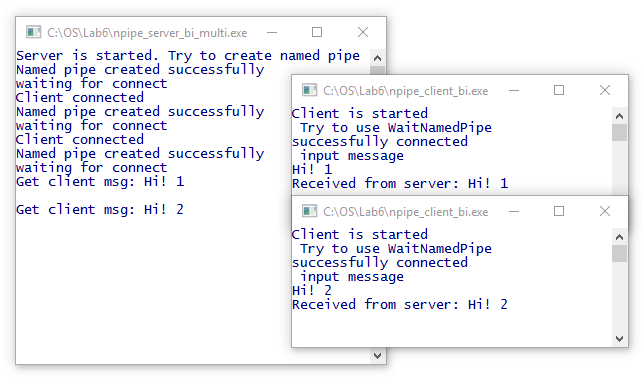 C:\OS\Lab6\npipe_server_bi_multi.exe
Server is started. Try to create named pipe
Named pipe created successfully
waiting for connect
Client connected
Named pipe created successfully
waiting for connect
Client connected
Named pipe created successfully
waiting for connect
Get client msg: Hi! 1
Get client msg: Hi! 2
C:\OS\Lab6\npipe_client_bi.exe
Client is started
Try to use WaitNamedPipe
successfully connected
input message
Hi! 1
Received from server: Hi! 1
C:\OS\Lab6\npipe_client_bi.exe
Client is started
Try to use WaitNamedPipe
successfully connected
input message
Hi! 2
Received from server: Hi! 2